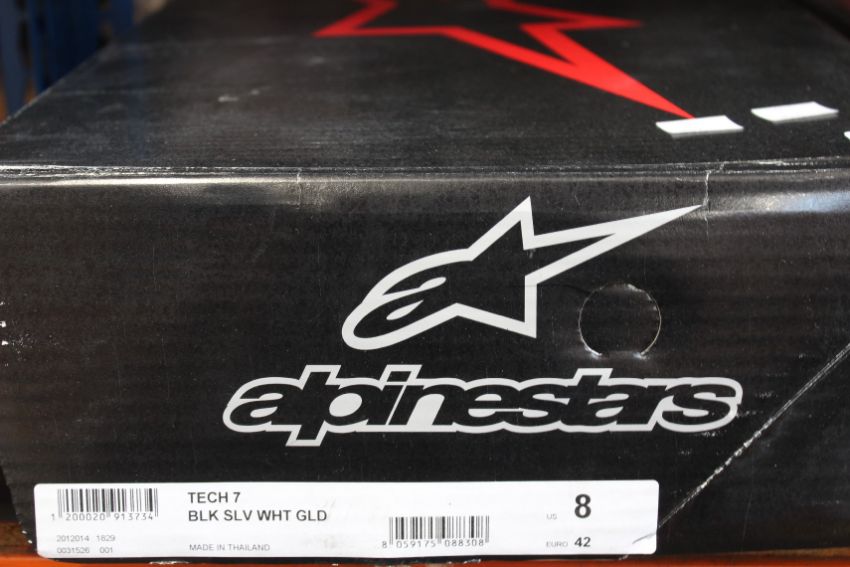 alpinestars
TECH 7
BLK SLV WHT GLD
1 200020 913734
2012014 1829
0031526 001
MADE IN THAILAND
8 059175 088308
US 8
EURO 42